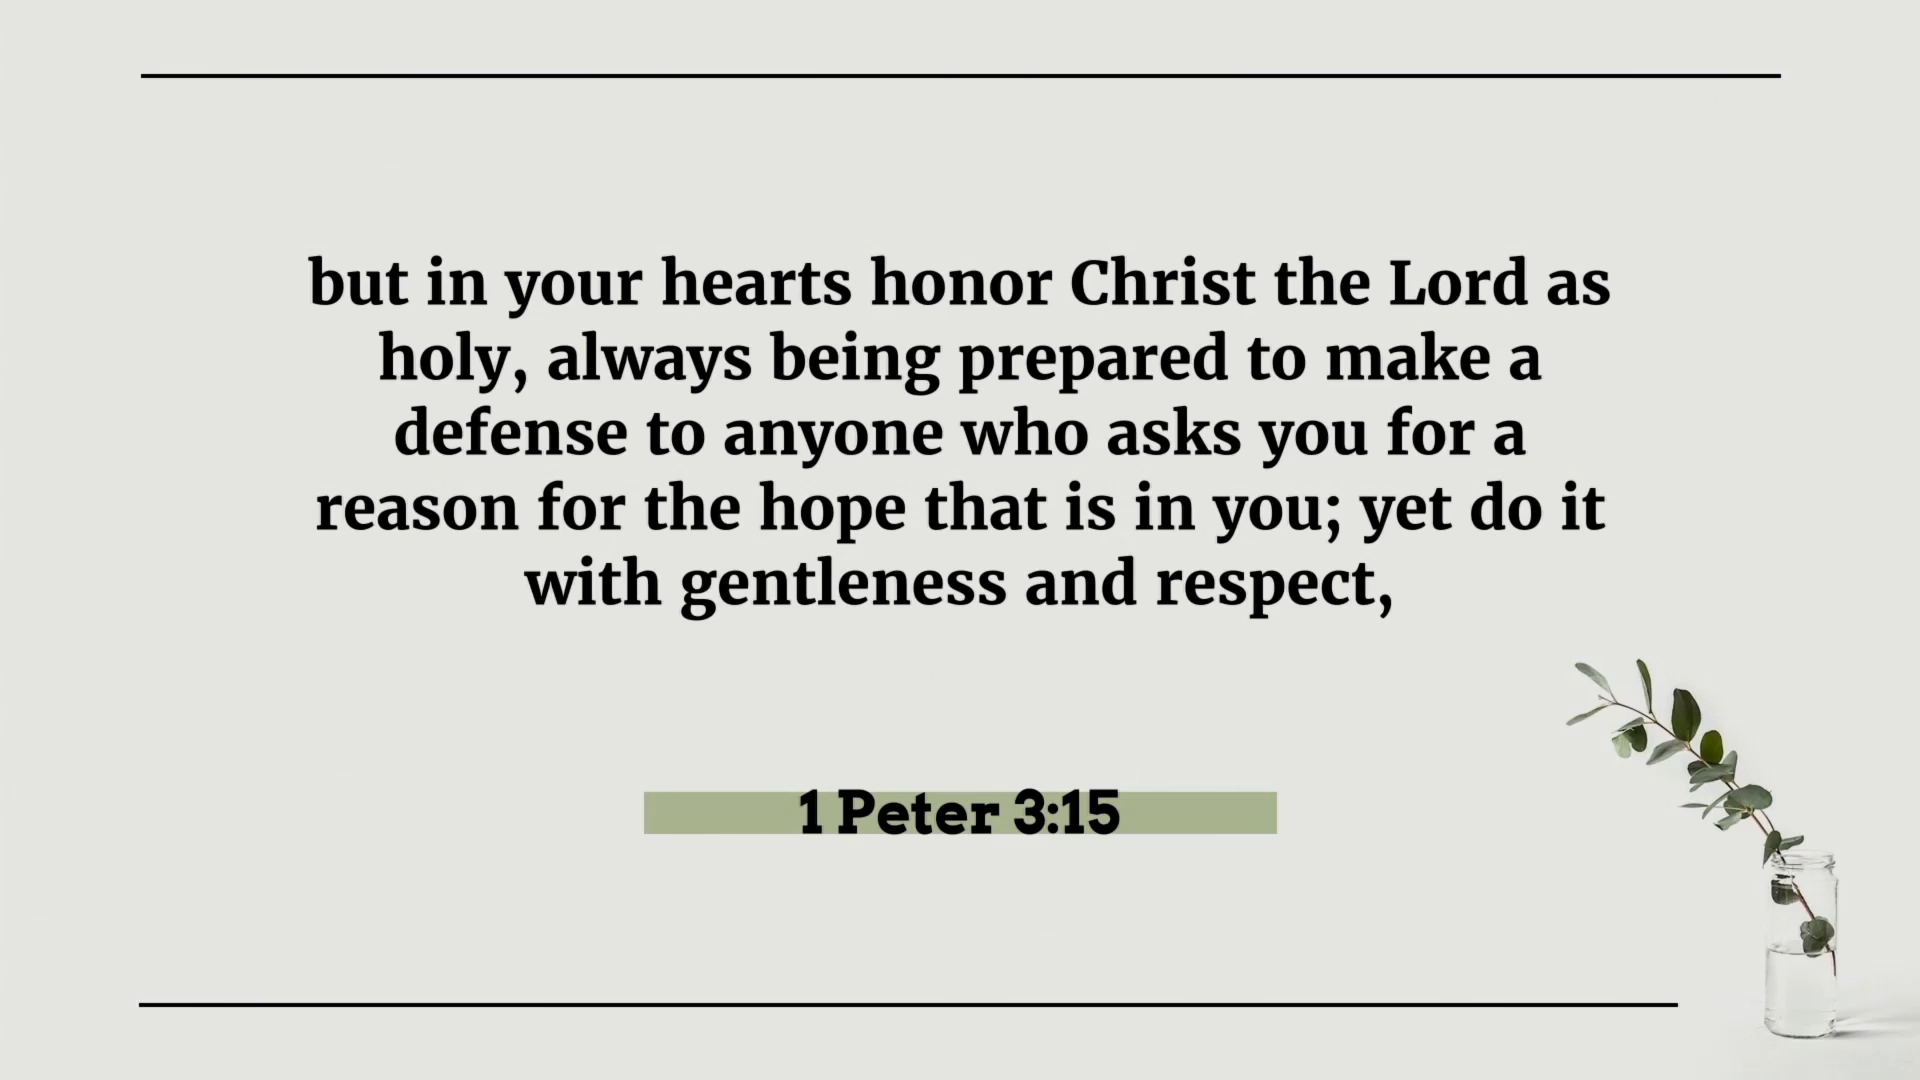 but in your hearts honor Christ the Lord as
holy, always being prepared to make a
defense to anyone who asks you for a
reason for the hope that is in you; yet do it
with gentleness and respect,
1 Peter 3:15